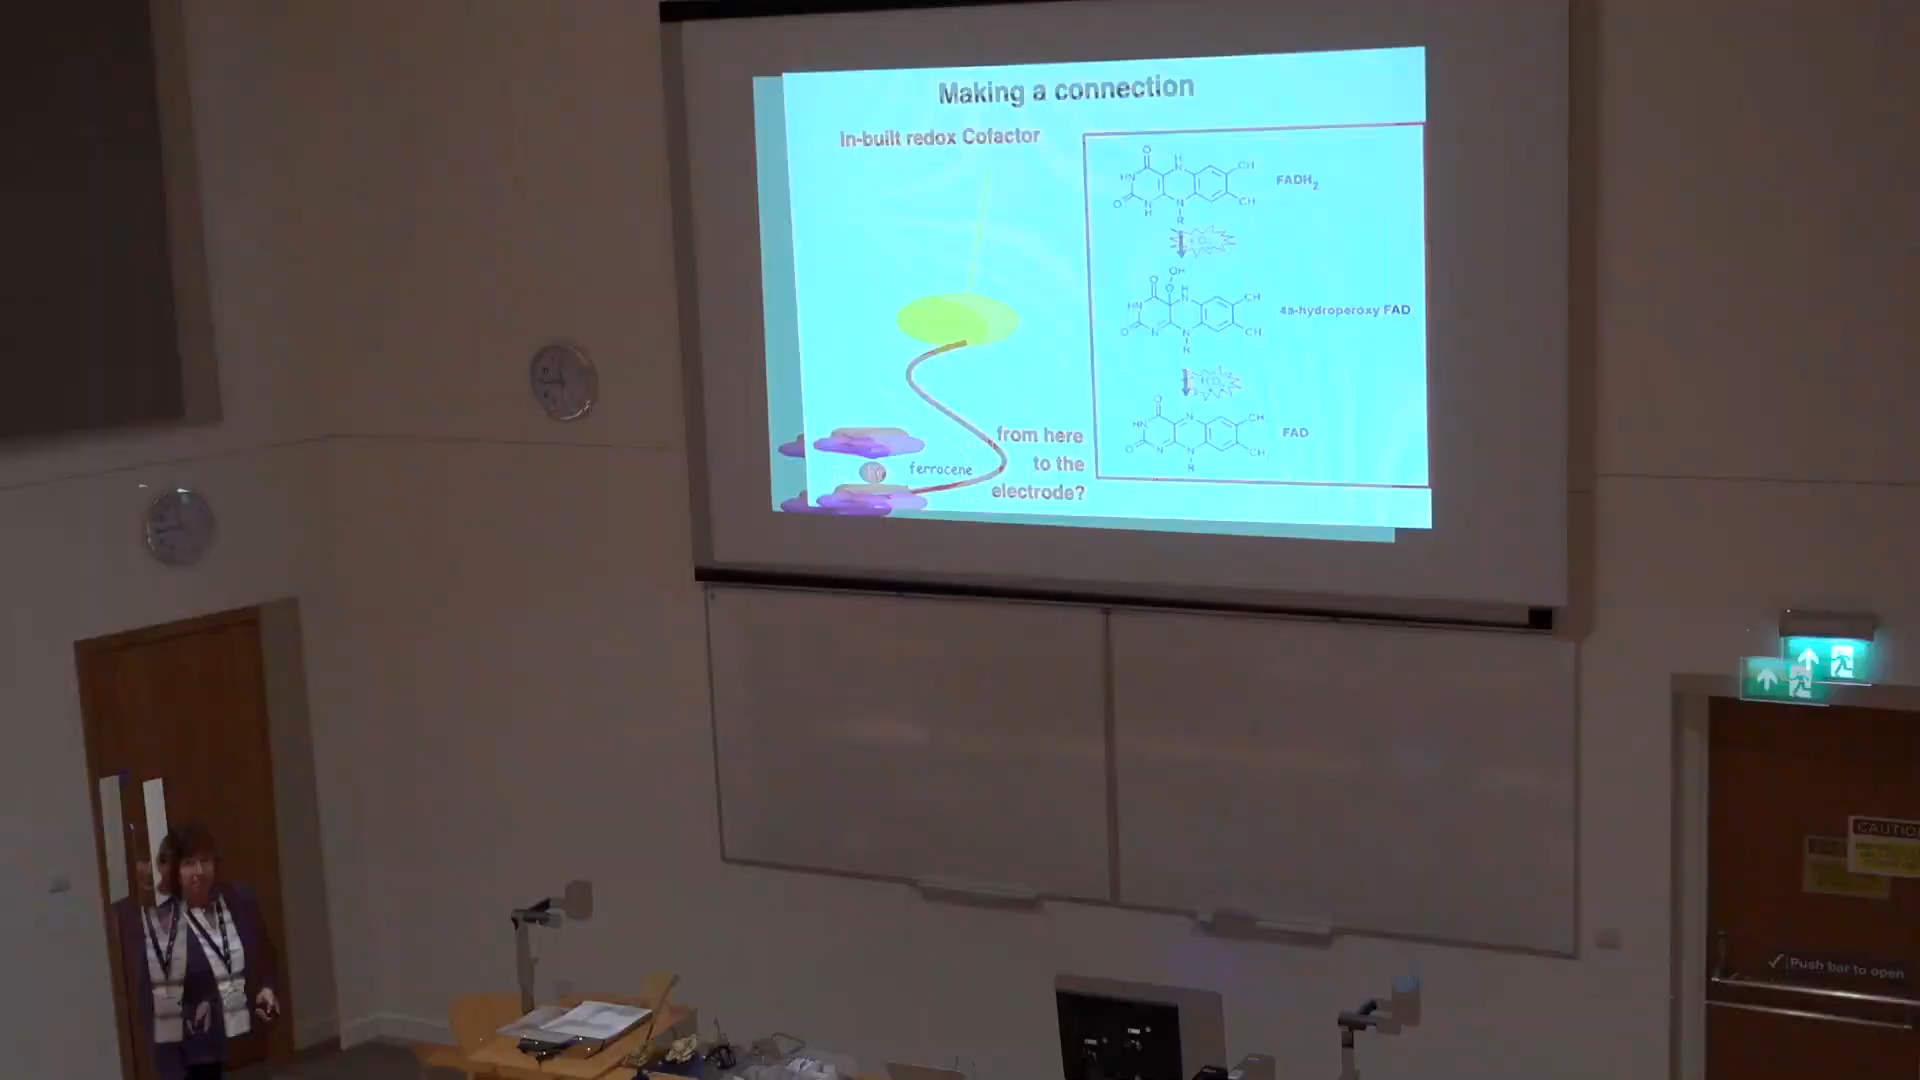 Making a connection
In-built redox Cofactor
FADH2
4a-hydroperoxy FAD
FAD
from here
to the
electrode?
ferrocene
CAUTIO
Push bar to open